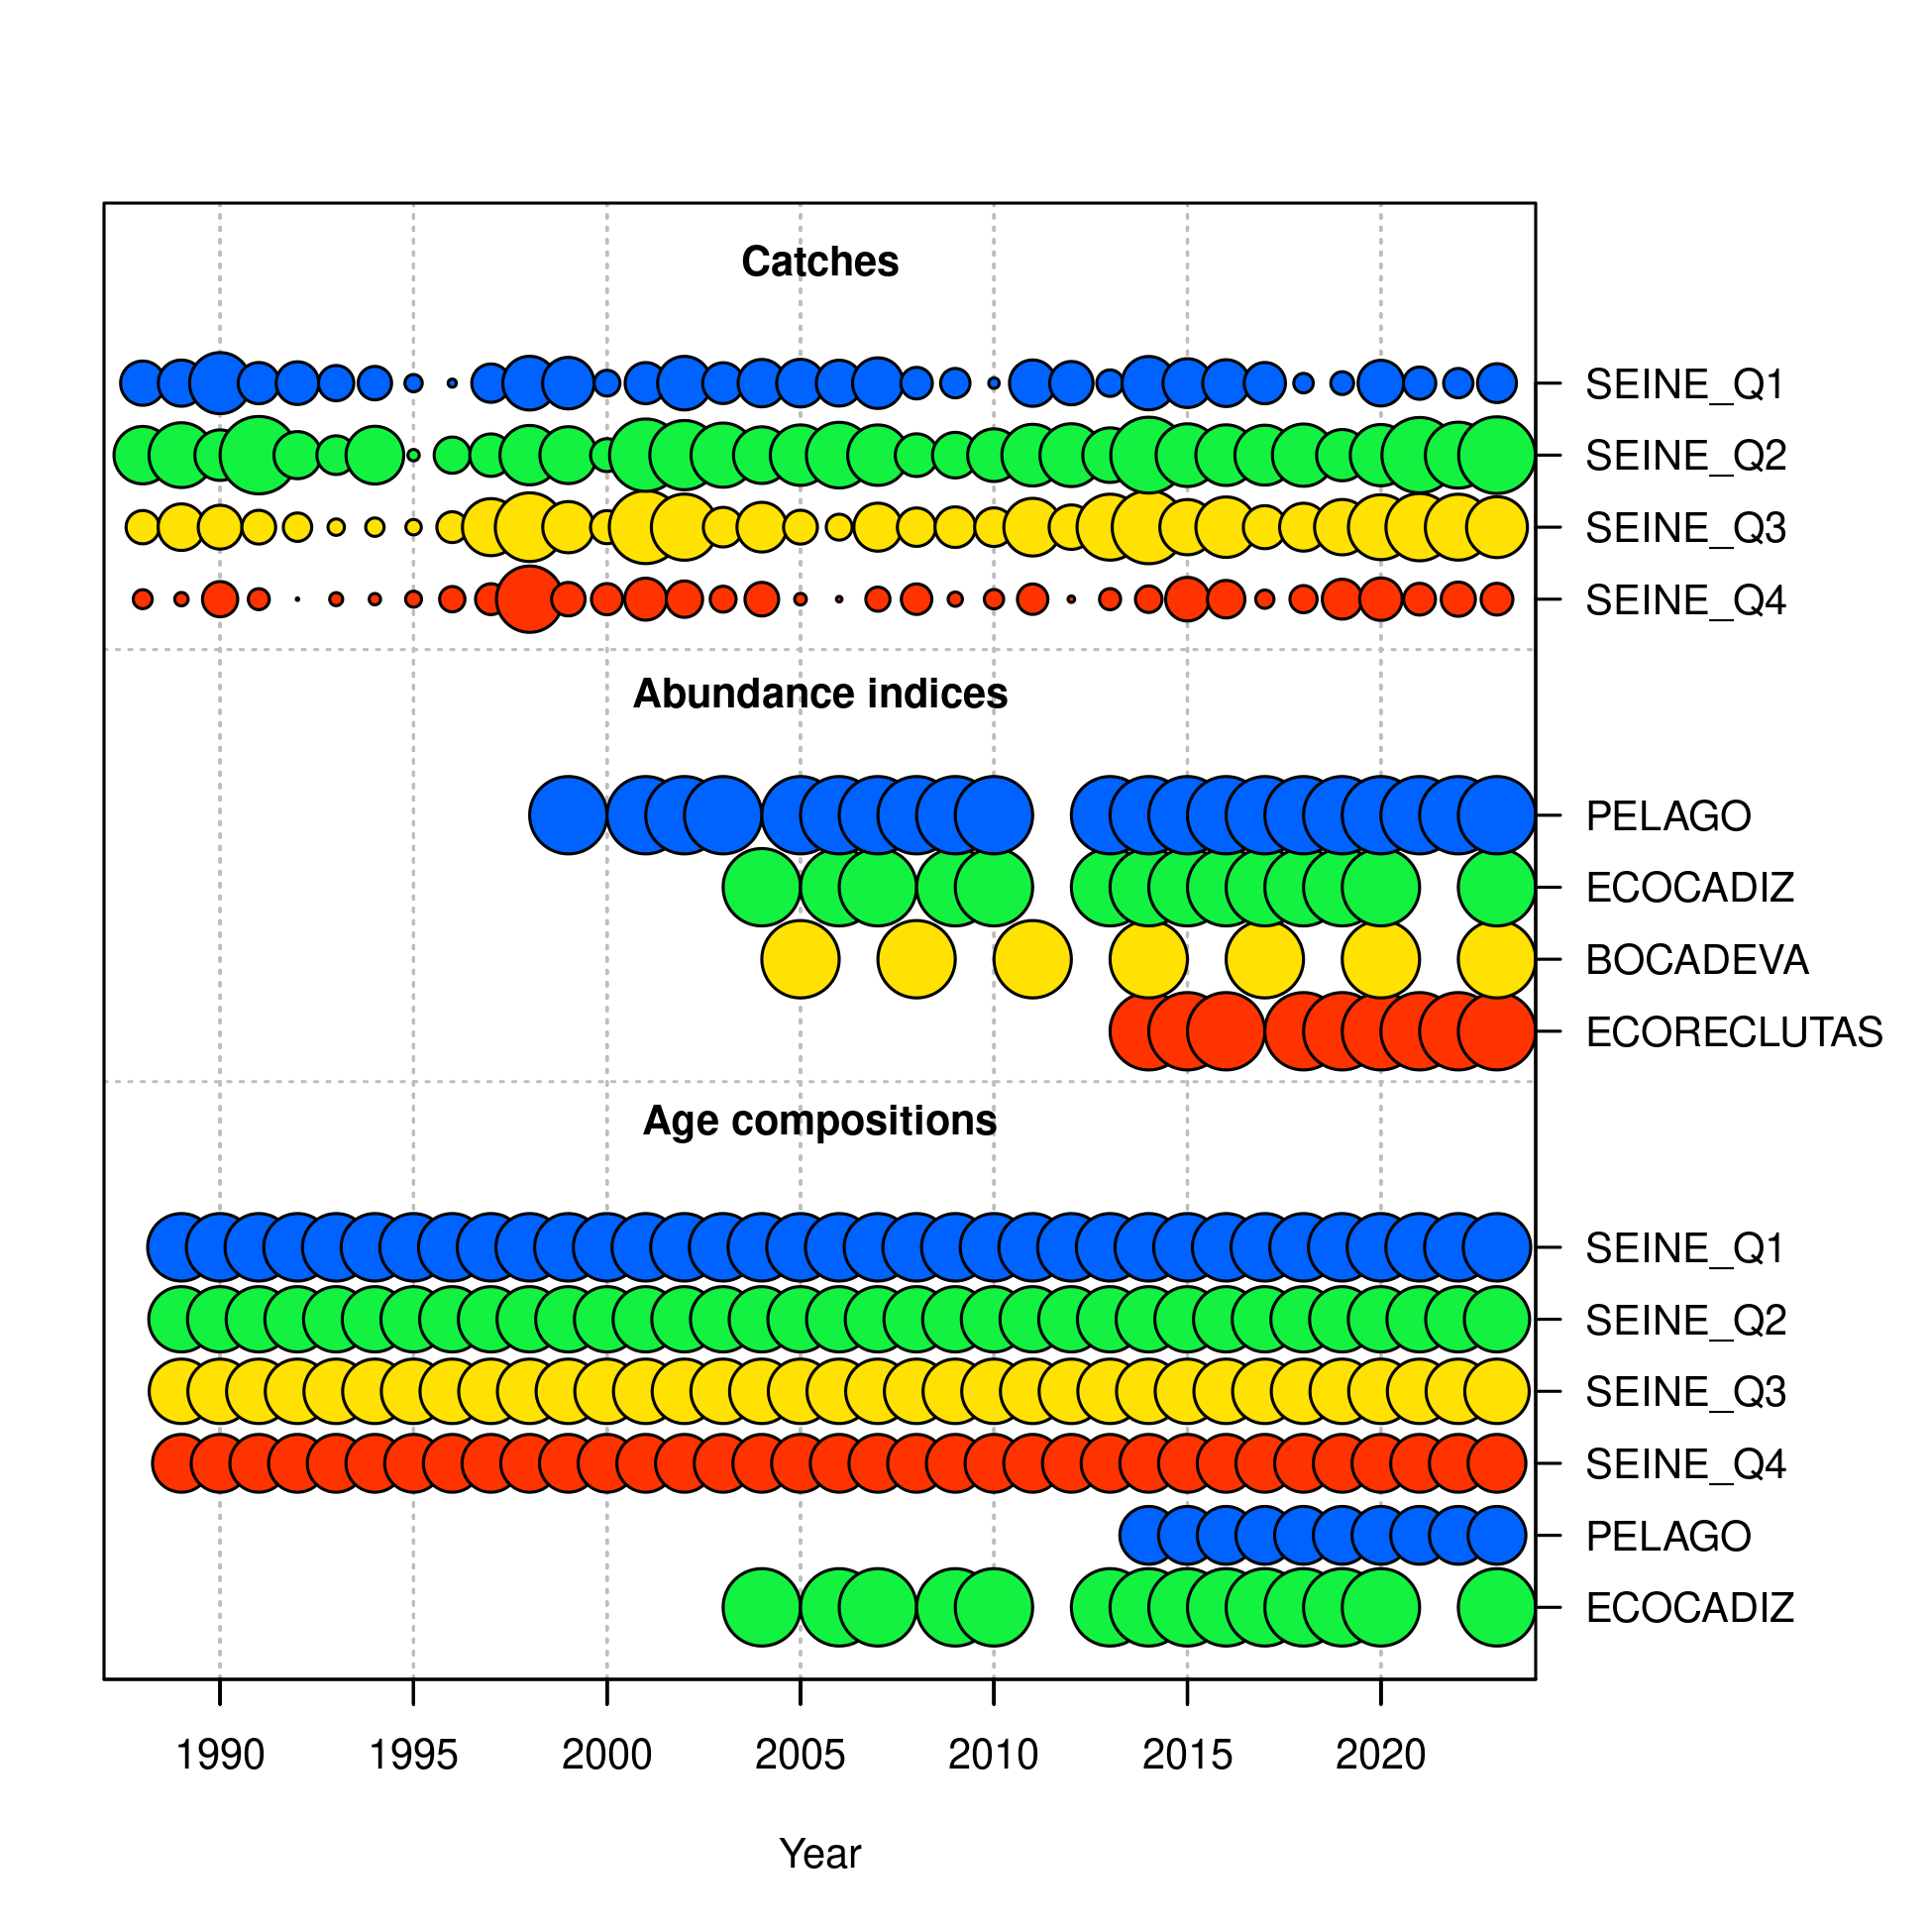 Catches
SEINE_Q1
SEINE_Q2
SEINE_Q3
SEINE_Q4
Abundance indices
PELAGO
ECOCADIZ
BOCADEVA
ECORECLUTAS
Age compositions
SEINE_Q1
SEINE_Q2
SEINE_Q3
SEINE_Q4
PELAGO
ECOCADIZ
1990 1995 2000 2005 2010 2015 2020
Year